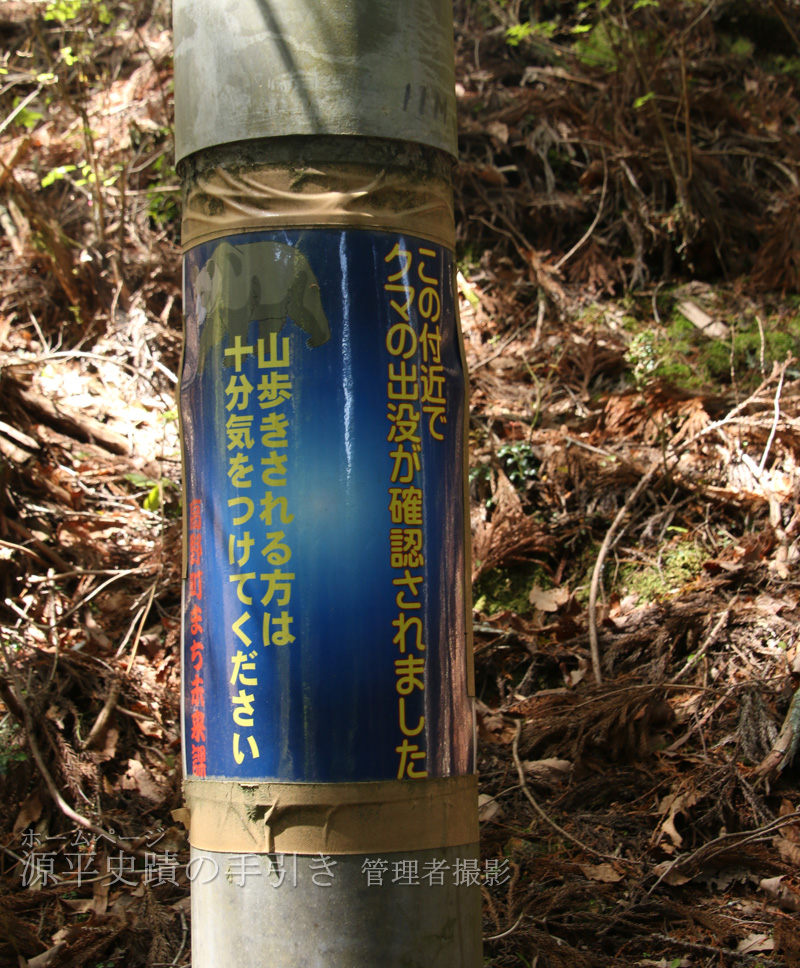 この付近で
クマの出没が確認されました
山歩きされる方は
十分気をつけてください
ホームページ
源平史蹟の手引き 管理者撮影